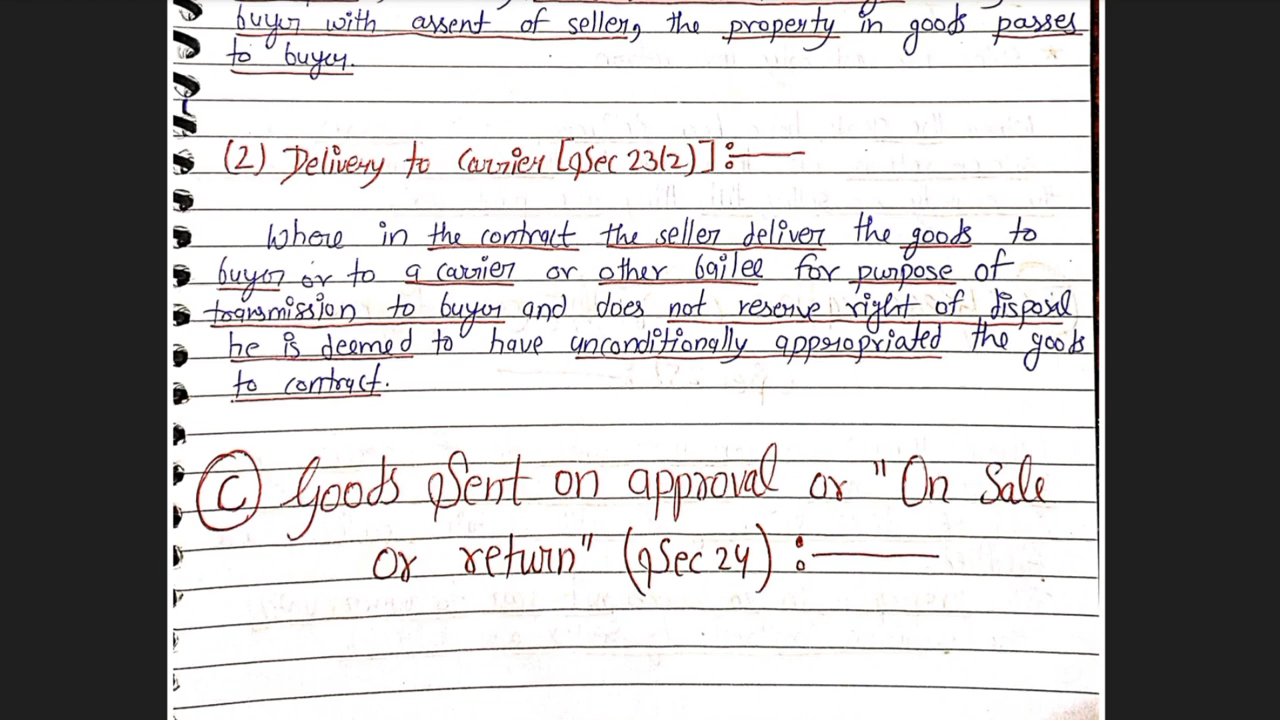 buyer with assent of seller, the property in goods passes
to buyer.
(2) Delivery to Carrier [Sec 23(2)] :—
Where in the contract the seller deliver the goods to
buyer or to a carrier or other bailee for purpose of
transmission to buyer and does not reserve right of disposal
he is deemed to have unconditionally appropriated the goods
to contract.
(C) Goods Sent on approval or "On Sale
Or return" (Sec 24) :—